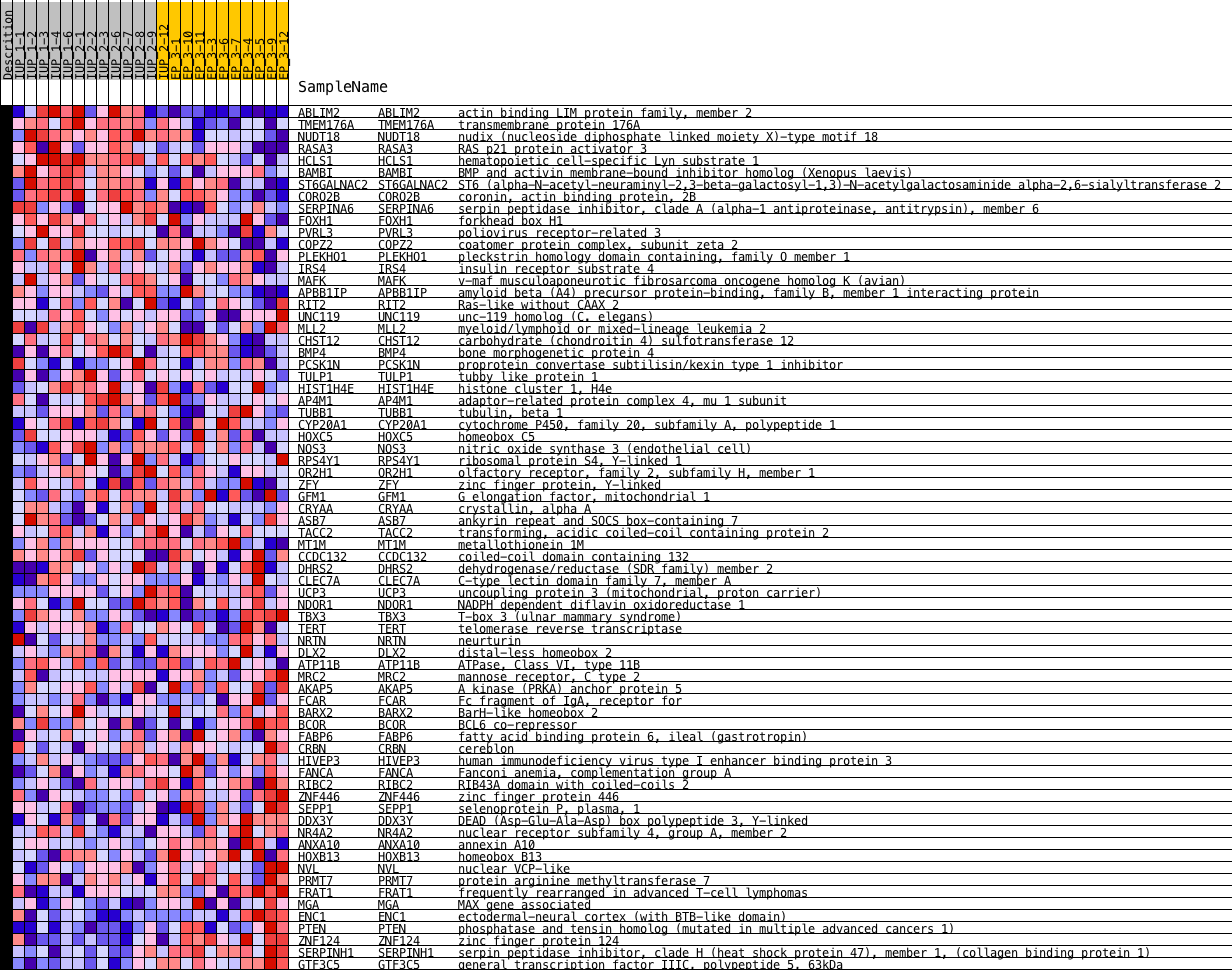 Descrition
IUP_1-1
IUP_1-2
IUP_1-3
IUP_1-4
IUP_1-6
IUP_2-1
IUP_2-2
IUP_2-3
IUP_2-6
IUP_2-7
IUP_2-8
IUP_2-9
IUP_2-12
EP_3-1
EP_3-10
EP_3-11
EP_3-3
EP_3-6
EP_3-7
EP_3-4
EP_3-5
EP_3-9
EP_3-12
SampleName
ABLIM2 ABLIM2 actin binding LIM protein family, member 2
TMEM176A TMEM176A transmembrane protein 176A
NUDT18 NUDT18 nudix (nucleoside diphosphate linked moiety X)-type motif 18
RASA3 RASA3 RAS p21 protein activator 3
HCLS1 HCLS1 hematopoietic cell-specific Lyn substrate 1
BAMBI BAMBI BMP and activin membrane-bound inhibitor homolog (Xenopus laevis)
ST6GALNAC2 ST6GALNAC2 ST6 (alpha-N-acetyl-neuraminyl-2,3-beta-galactosyl-1,3)-N-acetylgalactosaminide alpha-2,6-sialyltransferase 2
CORO2B CORO2B coronin, actin binding protein, 2B
SERPINA6 SERPINA6 serpin peptidase inhibitor, clade A (alpha-1 antiproteinase, antitrypsin), member 6
FOXH1 FOXH1 forkhead box H1
PVRL3 PVRL3 poliovirus receptor-related 3
COPZ2 COPZ2 coatomer protein complex, subunit zeta 2
PLEKHO1 PLEKHO1 pleckstrin homology domain containing, family O member 1
IRS4 IRS4 insulin receptor substrate 4
MAFK MAFK v-maf musculoaponeurotic fibrosarcoma oncogene homolog K (avian)
APBB1IP APBB1IP amyloid beta (A4) precursor protein-binding, family B, member 1 interacting protein
RIT2 RIT2 Ras-like without CAAX 2
UNC119 UNC119 unc-119 homolog (C. elegans)
MLL2 MLL2 myeloid/lymphoid or mixed-lineage leukemia 2
CHST12 CHST12 carbohydrate (chondroitin 4) sulfotransferase 12
BMP4 BMP4 bone morphogenetic protein 4
PCSK1N PCSK1N proprotein convertase subtilisin/kexin type 1 inhibitor
TULP1 TULP1 tubby like protein 1
HIST1H4E HIST1H4E histone cluster 1, H4e
AP4M1 AP4M1 adaptor-related protein complex 4, mu 1 subunit
TUBB1 TUBB1 tubulin, beta 1
CYP20A1 CYP20A1 cytochrome P450, family 20, subfamily A, polypeptide 1
HOXC5 HOXC5 homeobox C5
NOS3 NOS3 nitric oxide synthase 3 (endothelial cell)
RPS4Y1 RPS4Y1 ribosomal protein S4, Y-linked 1
OR2H1 OR2H1 olfactory receptor, family 2, subfamily H, member 1
ZFY ZFY zinc finger protein, Y-linked
GFM1 GFM1 G elongation factor, mitochondrial 1
CRYAA CRYAA crystallin, alpha A
ASB7 ASB7 ankyrin repeat and SOCS box-containing 7
TACC2 TACC2 transforming, acidic coiled-coil containing protein 2
MT1M MT1M metallothionein 1M
CCDC132 CCDC132 coiled-coil domain containing 132
DHRS2 DHRS2 dehydrogenase/reductase (SDR family) member 2
CLEC7A CLEC7A C-type lectin domain family 7, member A
UCP3 UCP3 uncoupling protein 3 (mitochondrial, proton carrier)
NDOR1 NDOR1 NADPH dependent diflavin oxidoreductase 1
TBX3 TBX3 T-box 3 (ulnar mammary syndrome)
TERT TERT telomerase reverse transcriptase
NRTN NRTN neurturin
DLX2 DLX2 distal-less homeobox 2
ATP11B ATP11B ATPase, Class VI, type 11B
MRC2 MRC2 mannose receptor, C type 2
AKAP5 AKAP5 A kinase (PRKA) anchor protein 5
FCAR FCAR Fc fragment of IgA, receptor for
BARX2 BARX2 BarH-like homeobox 2
BCOR BCOR BCL6 co-repressor
FABP6 FABP6 fatty acid binding protein 6, ileal (gastrotropin)
CRBN CRBN cereblon
HIVEP3 HIVEP3 human immunodeficiency virus type I enhancer binding protein 3
FANCA FANCA Fanconi anemia, complementation group A
RIBC2 RIBC2 RIB43A domain with coiled-coils 2
ZNF446 ZNF446 zinc finger protein 446
SEPP1 SEPP1 selenoprotein P, plasma, 1
DDX3Y DDX3Y DEAD (Asp-Glu-Ala-Asp) box polypeptide 3, Y-linked
NR4A2 NR4A2 nuclear receptor subfamily 4, group A, member 2
ANXA10 ANXA10 annexin A10
HOXB13 HOXB13 homeobox B13
NVL NVL nuclear VCP-like
PRMT7 PRMT7 protein arginine methyltransferase 7
FRAT1 FRAT1 frequently rearranged in advanced T-cell lymphomas
MGA MGA MAX gene associated
ENC1 ENC1 ectodermal-neural cortex (with BTB-like domain)
PTEN PTEN phosphatase and tensin homolog (mutated in multiple advanced cancers 1)
ZNF124 ZNF124 zinc finger protein 124
SERPINH1 SERPINH1 serpin peptidase inhibitor, clade H (heat shock protein 47), member 1, (collagen binding protein 1)
GTF3C5 GTF3C5 general transcription factor IIIC, polypeptide 5, 63kDa